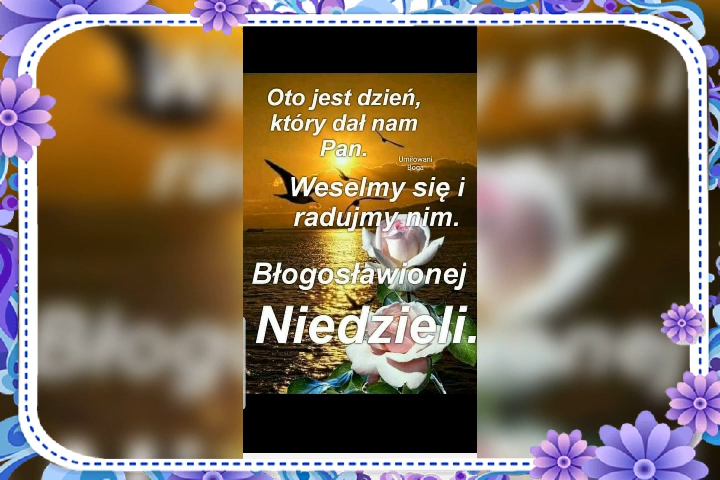 Oto jest dzień,
który dał nam
Pan.
Umiłowani
Boga
Weselmy się i
radujmy nim.
Błogosławionej
Niedzieli.